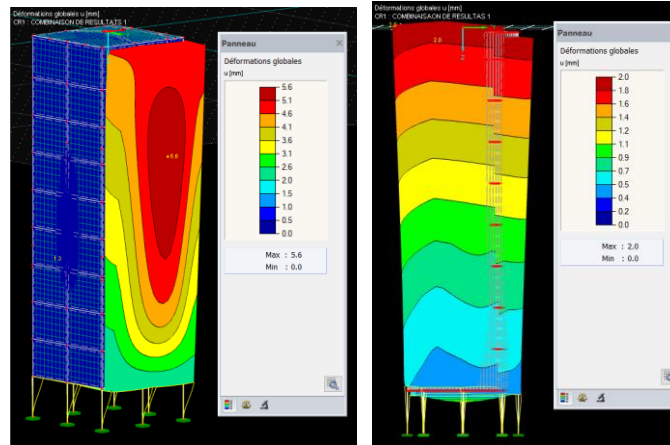 Déformations globales u [mm]
CR1 : COMBINAISON DE RESULTATS 1
Panneau
Déformations globales
u [mm]
5.6
5.1
4.6
4.1
3.6
3.1
2.6
2.0
1.5
1.0
0.5
0.0
Max : 5.6
Min : 0.0
5.6
Déformations globales u [mm]
CR1 : COMBINAISON DE RESULTATS 1
2.0
Z
Panneau
Déformations globales
u [mm]
2.0
1.8
1.6
1.4
1.2
1.1
0.9
0.7
0.5
0.4
0.2
0.0
Max : 2.0
Min : 0.0